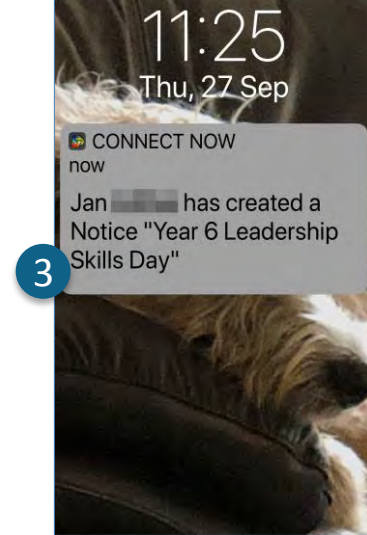 11:25
Thu, 27 Sep
CONNECT NOW
now
Jan has created a
Notice "Year 6 Leadership
Skills Day"
3